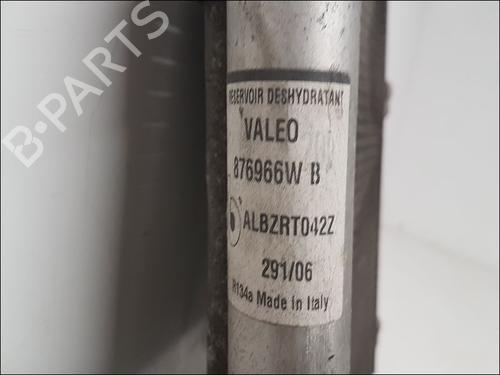 B-PARTS
RESERVOIR DESHYDRATANT
VALEO
876966W B
ALBZRT042Z
291/06
R134a Made in Italy